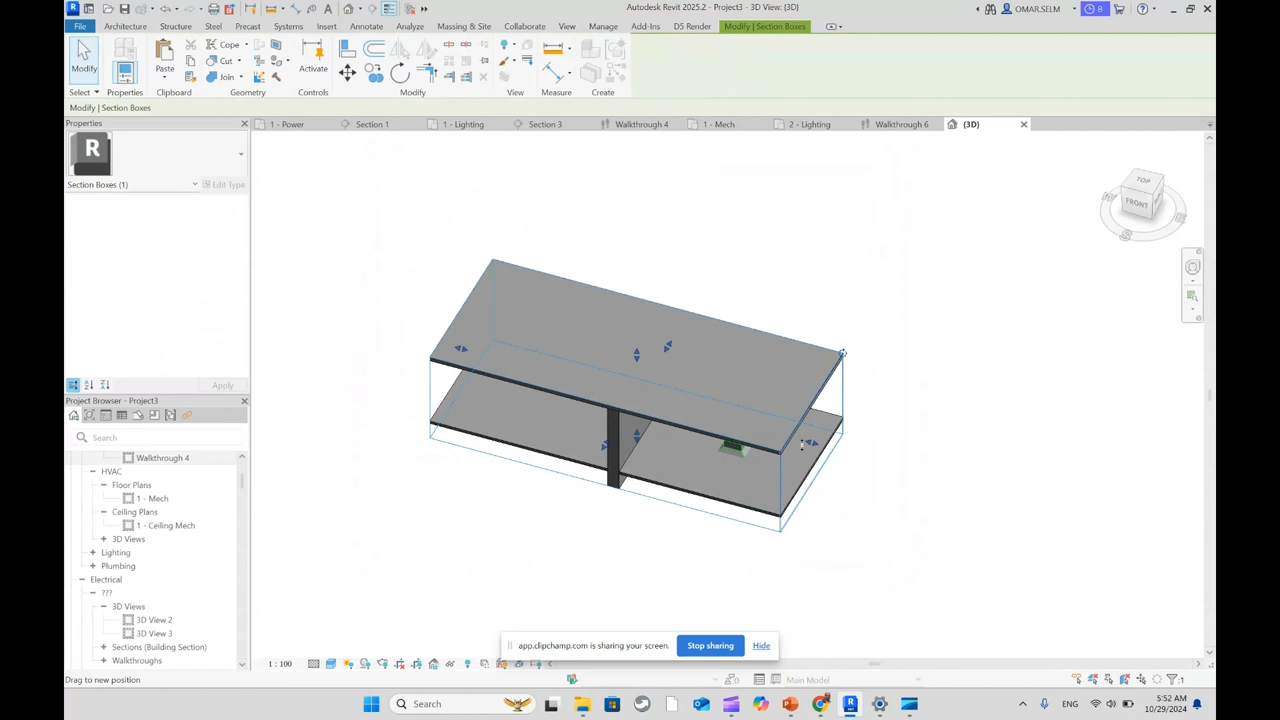 Autodesk Revit 2025.2 - Project3 - 3D View: {3D}
OMAR.SELM
8
File Architecture Structure Steel Precast Systems Insert Annotate Analyze Massing & Site Collaborate View Manage Add-Ins D5 Render Modify | Section Boxes
Modify
Properties
Paste
Cope
Cut
Join
Activate
Select Properties Clipboard Geometry Controls Modify View Measure Create
Modify | Section Boxes
Properties
1 - Power Section 1 1 - Lighting Section 3 Walkthrough 4 1 - Mech 2 - Lighting Walkthrough 6 {3D}
R
Section Boxes (1) Edit Type
TOP
FRONT
Apply
Project Browser - Project3
Search
Walkthrough 4
HVAC
Floor Plans
1 - Mech
Ceiling Plans
1 - Ceiling Mech
3D Views
Lighting
Plumbing
Electrical
???
3D Views
3D View 2
3D View 3
Sections (Building Section)
Walkthroughs
app.clipchamp.com is sharing your screen. Stop sharing Hide
1 : 100
Drag to new position
:0
Main Model
:1
Search
ENG
5:52 AM
10/29/2024